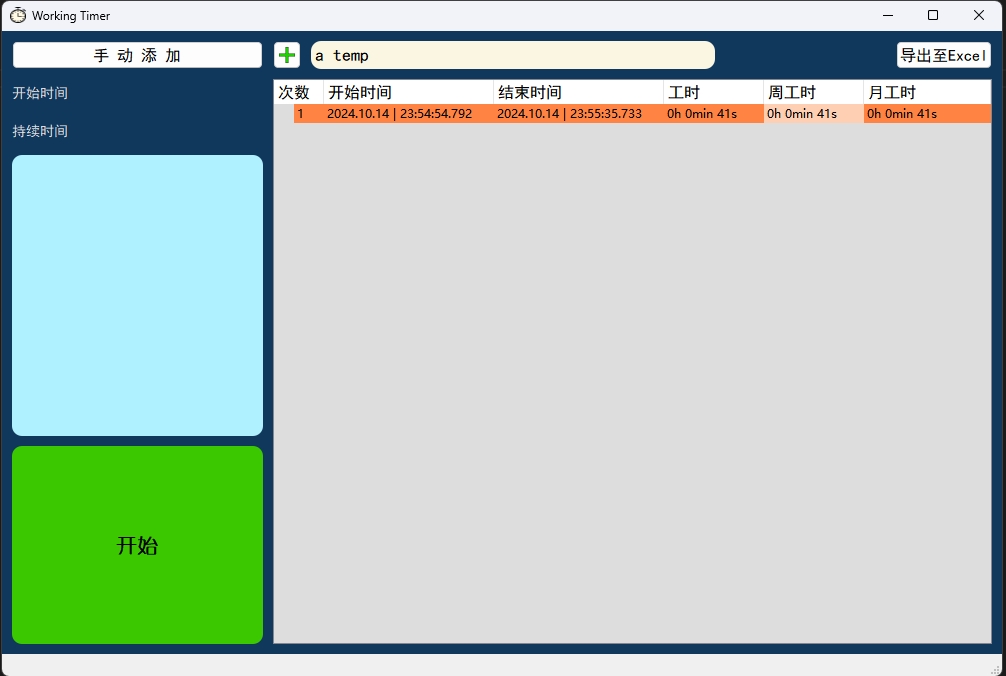 Working Timer
手 动 添 加
a temp
导出至Excel
开始时间
持续时间
开始
次数 开始时间 结束时间 工时 周工时 月工时
1 2024.10.14 | 23:54:54.792 2024.10.14 | 23:55:35.733 0h 0min 41s 0h 0min 41s 0h 0min 41s